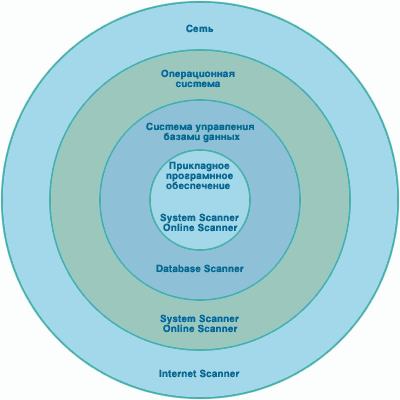 Сеть
Операционная
система
Система управления
базами данных
Прикладное
програмнное
обеспечение
System Scanner
Online Scanner
Database Scanner
System Scanner
Online Scanner
Internet Scanner